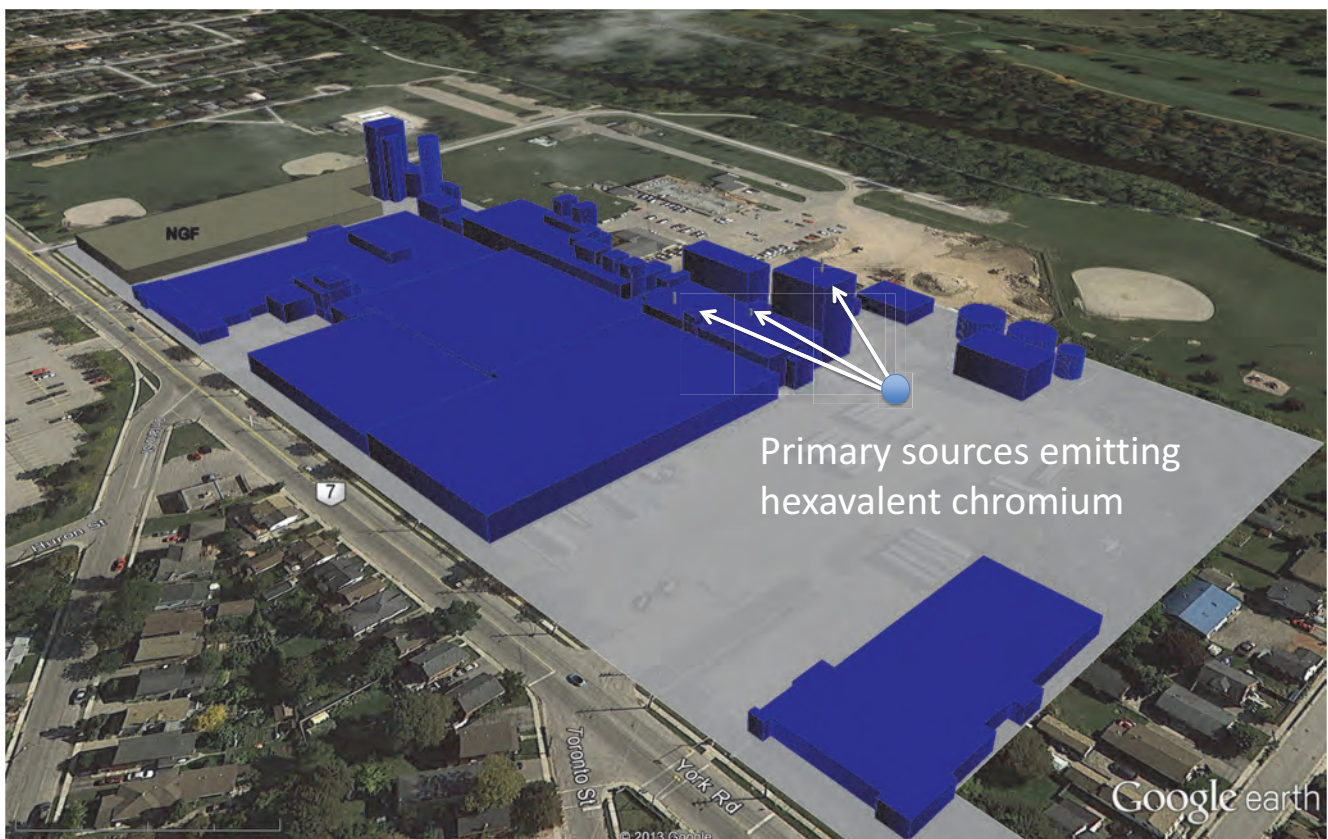 NGF
7
Huron St
Primary sources emitting
hexavalent chromium
Toronto St
York Rd
Google earth
© 2013 Google